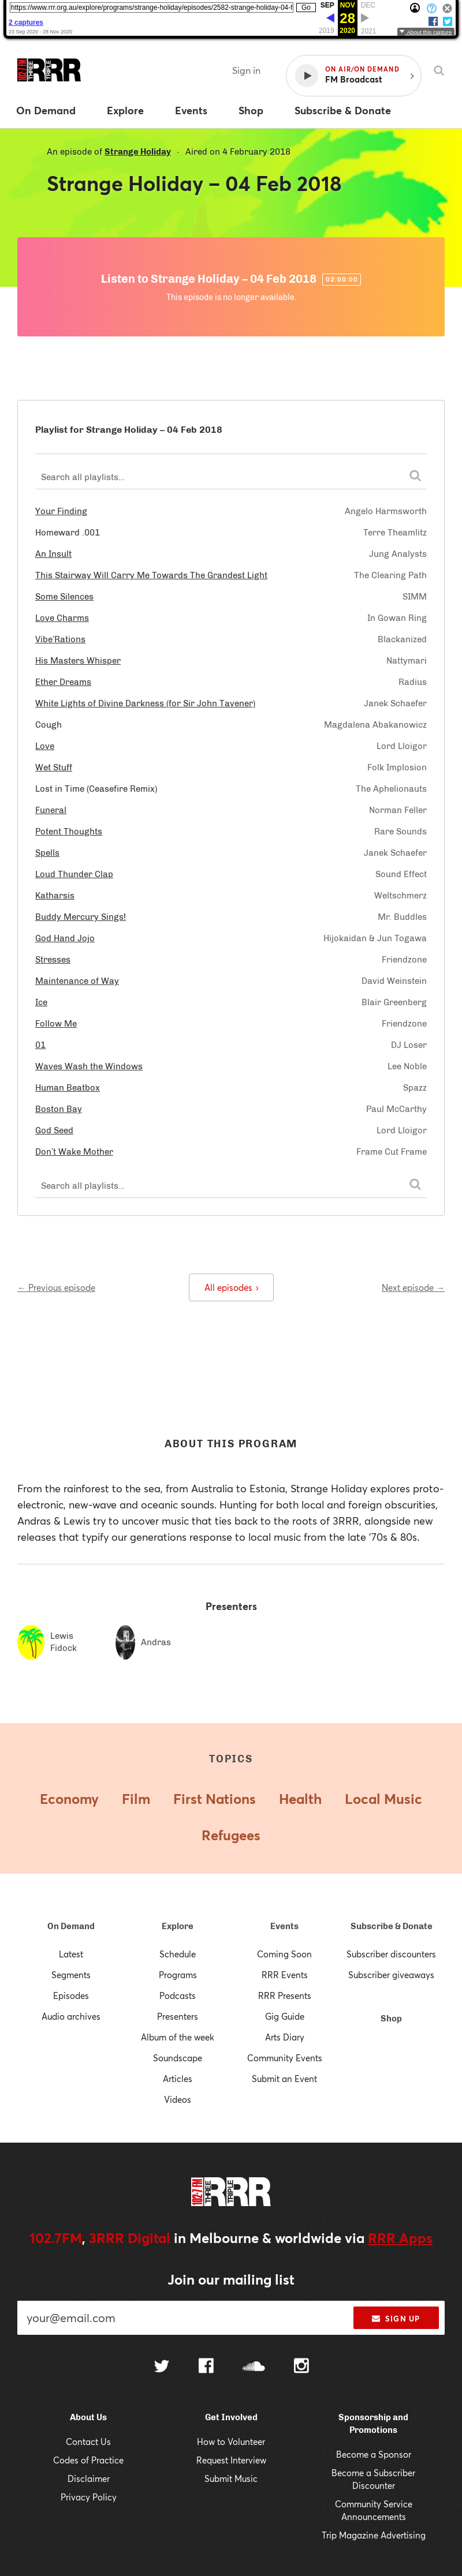 https://www.rrr.org.au/explore/programs/strange-holiday/episodes/2582-strange-holiday-04-f
Go
SEP NOV DEC
28
2019 2020 2021
2 captures
23 Sep 2020 - 28 Nov 2020
About this capture
RRR
Sign in
ON AIR/ON DEMAND
FM Broadcast
On Demand Explore Events Shop Subscribe & Donate
An episode of Strange Holiday - Aired on 4 February 2018
Strange Holiday – 04 Feb 2018
Listen to Strange Holiday – 04 Feb 2018 02:00:00
This episode is no longer available.
Playlist for Strange Holiday – 04 Feb 2018
Search all playlists...
Your Finding Angelo Harmsworth
Homeward .001 Terre Theamlitz
An Insult Jung Analysts
This Stairway Will Carry Me Towards The Grandest Light The Clearing Path
Some Silences SIMM
Love Charms In Gowan Ring
Vibe'Rations Blackanized
His Masters Whisper Nattymari
Ether Dreams Radius
White Lights of Divine Darkness (for Sir John Tavener) Janek Schaefer
Cough Magdalena Abakanowicz
Love Lord Lloigor
Wet Stuff Folk Implosion
Lost in Time (Ceasefire Remix) The Aphelionauts
Funeral Norman Feller
Potent Thoughts Rare Sounds
Spells Janek Schaefer
Loud Thunder Clap Sound Effect
Katharsis Weltschmerz
Buddy Mercury Sings! Mr. Buddles
God Hand Jojo Hijokaidan & Jun Togawa
Stresses Friendzone
Maintenance of Way David Weinstein
Ice Blair Greenberg
Follow Me Friendzone
01 DJ Loser
Waves Wash the Windows Lee Noble
Human Beatbox Spazz
Boston Bay Paul McCarthy
God Seed Lord Lloigor
Don't Wake Mother Frame Cut Frame
Search all playlists...
← Previous episode All episodes › Next episode →
ABOUT THIS PROGRAM
From the rainforest to the sea, from Australia to Estonia, Strange Holiday explores proto-
electronic, new-wave and oceanic sounds. Hunting for both local and foreign obscurities,
Andras & Lewis try to uncover music that ties back to the roots of 3RRR, alongside new
releases that typify our generations response to local music from the late '70s & 80s.
Presenters
Lewis
Fidock
Andras
TOPICS
Economy Film First Nations Health Local Music
Refugees
On Demand Explore Events Subscribe & Donate
Latest Schedule Coming Soon Subscriber discounters
Segments Programs RRR Events Subscriber giveaways
Episodes Podcasts RRR Presents
Audio archives Presenters Gig Guide Shop
Album of the week Arts Diary
Soundscape Community Events
Articles Submit an Event
Videos
102.7FM THREE TRIPLE RRR
102.7FM, 3RRR Digital in Melbourne & worldwide via RRR Apps
Join our mailing list
your@email.com SIGN UP
About Us Get Involved Sponsorship and
Promotions
Contact Us How to Volunteer Become a Sponsor
Codes of Practice Request Interview Become a Subscriber
Discounter
Disclaimer Submit Music Community Service
Announcements
Privacy Policy Trip Magazine Advertising